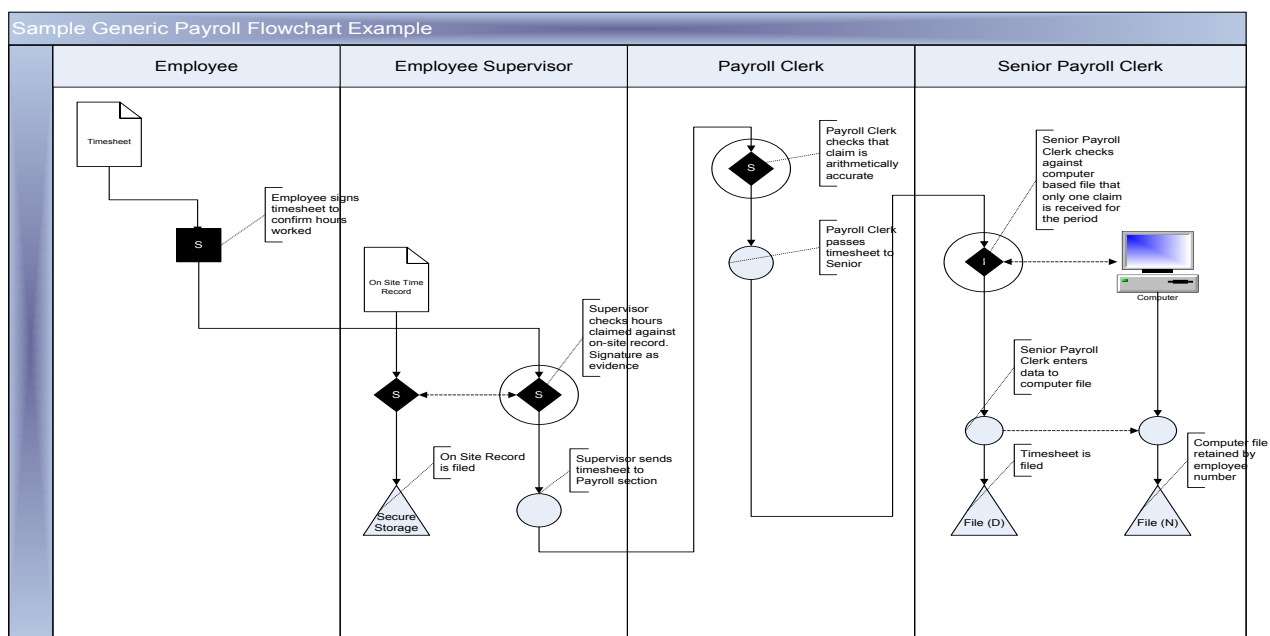 Sample Generic Payroll Flowchart Example
Employee
Employee Supervisor
Payroll Clerk
Senior Payroll Clerk
Timesheet
Employee signs
timesheet to
confirm hours
worked
S
On Site Time
Record
Supervisor
checks hours
claimed against
on-site record.
Signature as
evidence
S
S
On Site Record
is filed
Supervisor sends
timesheet to
Payroll section
Secure
Storage
Payroll Clerk
checks that
claim is
arithmetically
accurate
S
Payroll Clerk
passes
timesheet to
Senior
Senior Payroll
Clerk checks
against
computer
based file that
only one claim
is received for
the period
I
Computer
Senior Payroll
Clerk enters
data to
computer file
Timesheet is
filed
Computer file
retained by
employee
number
File (D)
File (N)